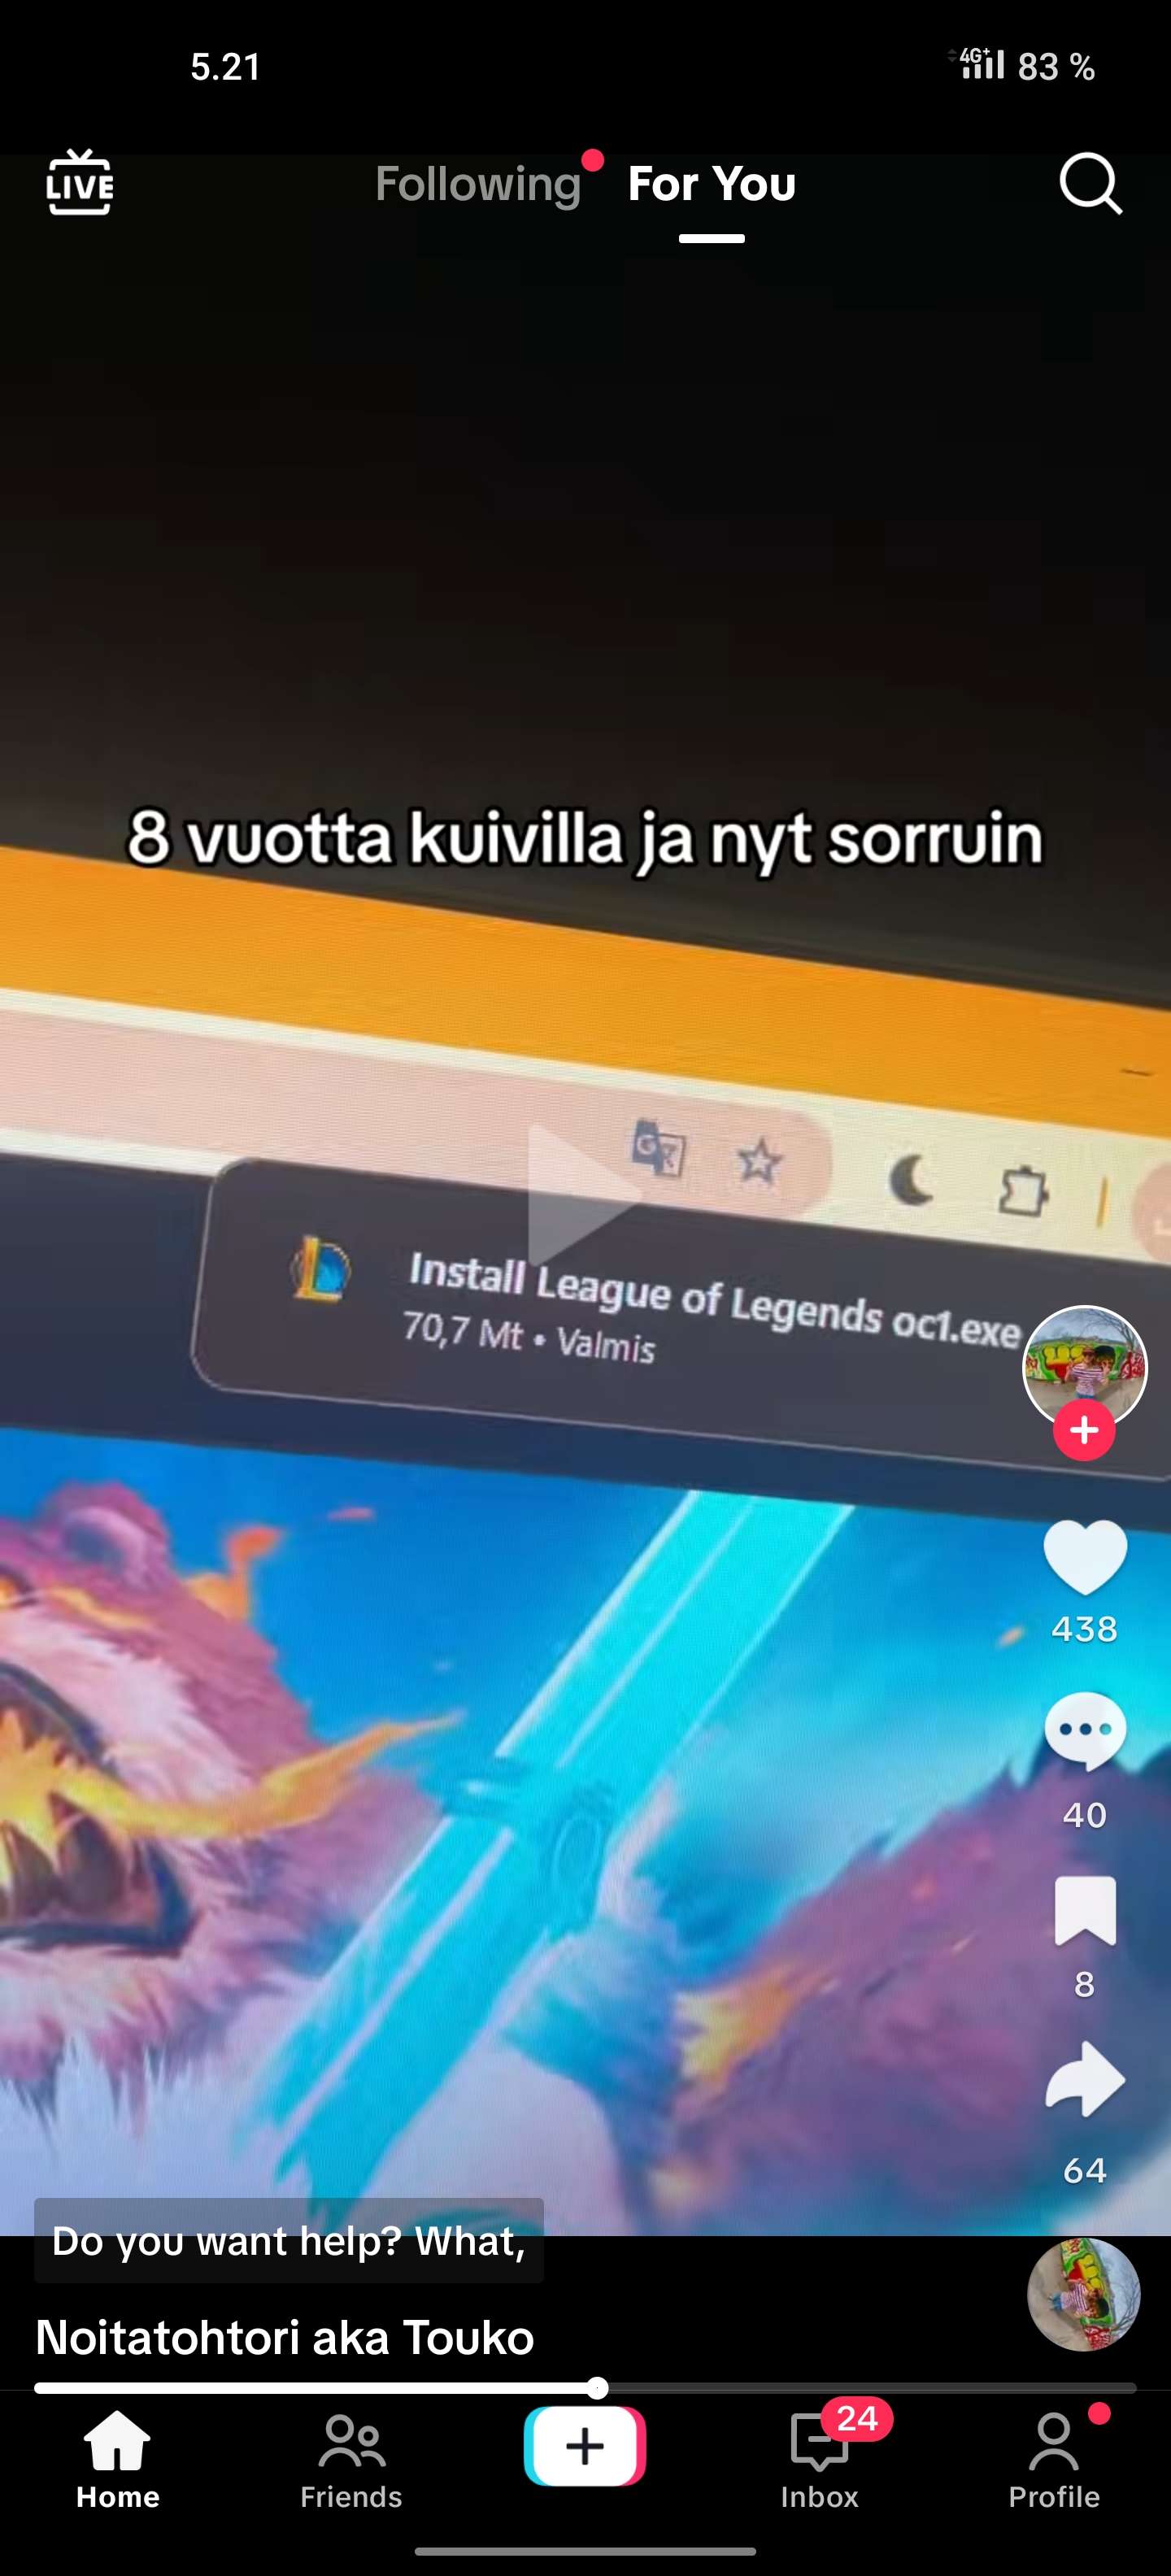 5.21
4G+ 83 %
LIVE
Following
For You
8 vuotta kuivilla ja nyt sorruin
Install League of Legends oc1.exe
70,7 Mt • Valmis
438
40
8
64
Do you want help? What,
Noitatohtori aka Touko
24
Home
Friends
Inbox
Profile